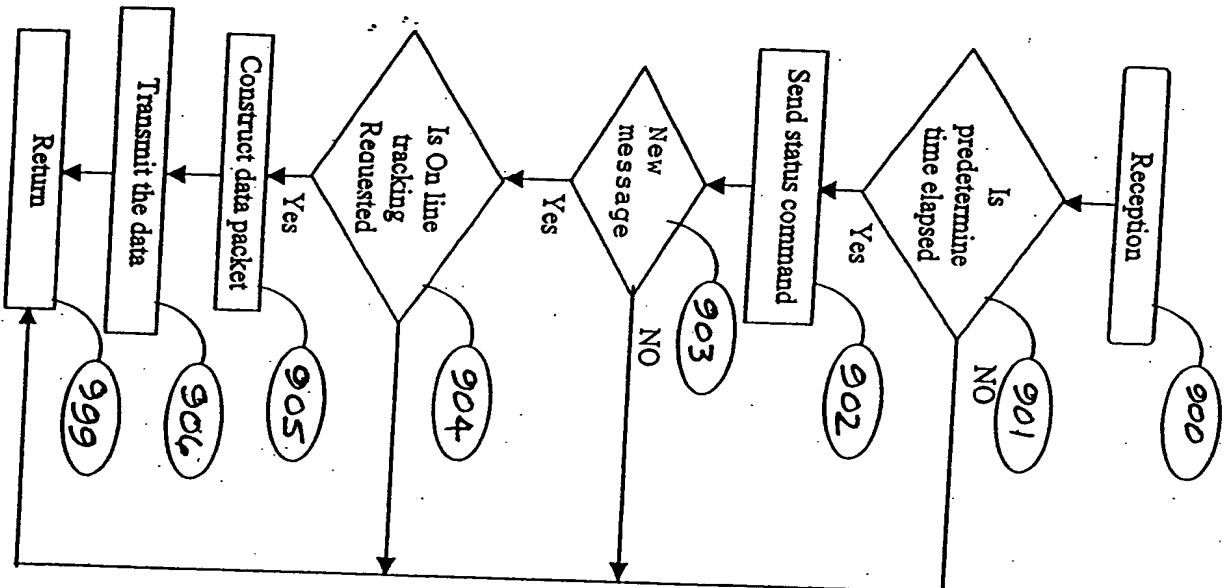 Reception
900
Is
predetermine
time elapsed
901
NO
Yes
Send status command
902
New
message
903
NO
Yes
Is On line
tracking
Requested
904
Yes
Construct data packet
905
Transmit the data
906
Return
999